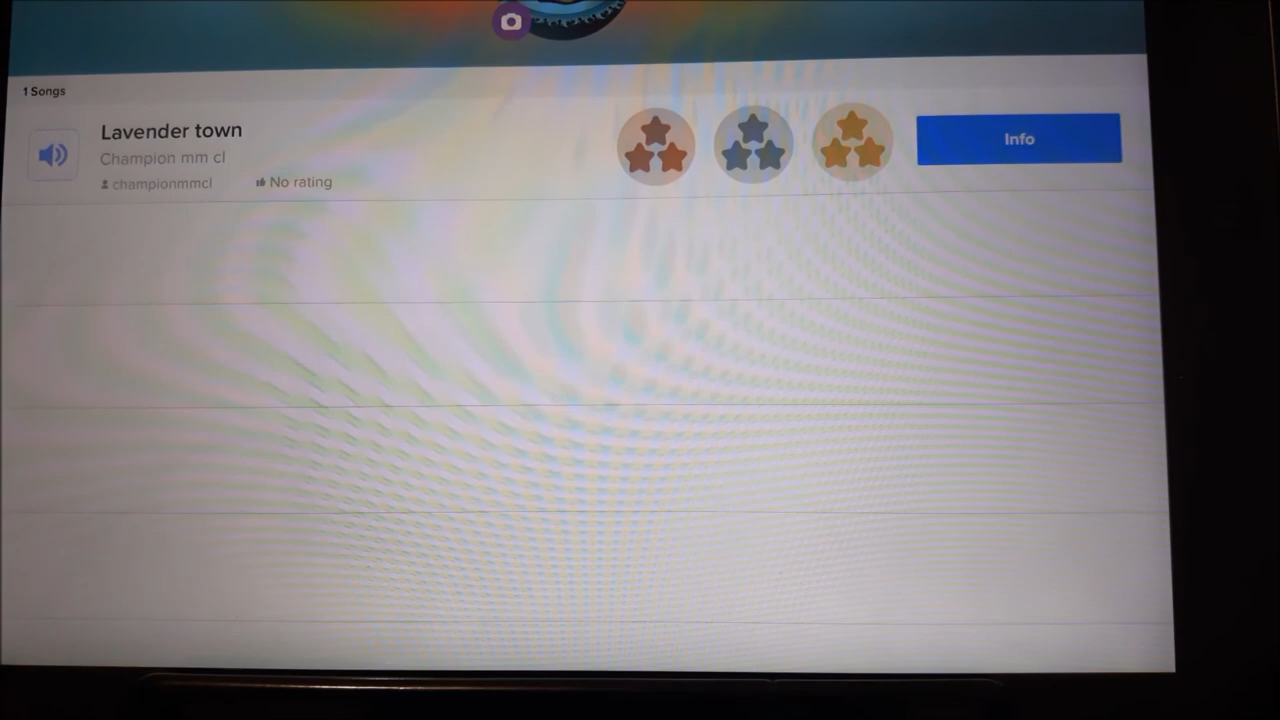 1 Songs
Lavender town
Champion mm cl
championmmcl No rating
Info